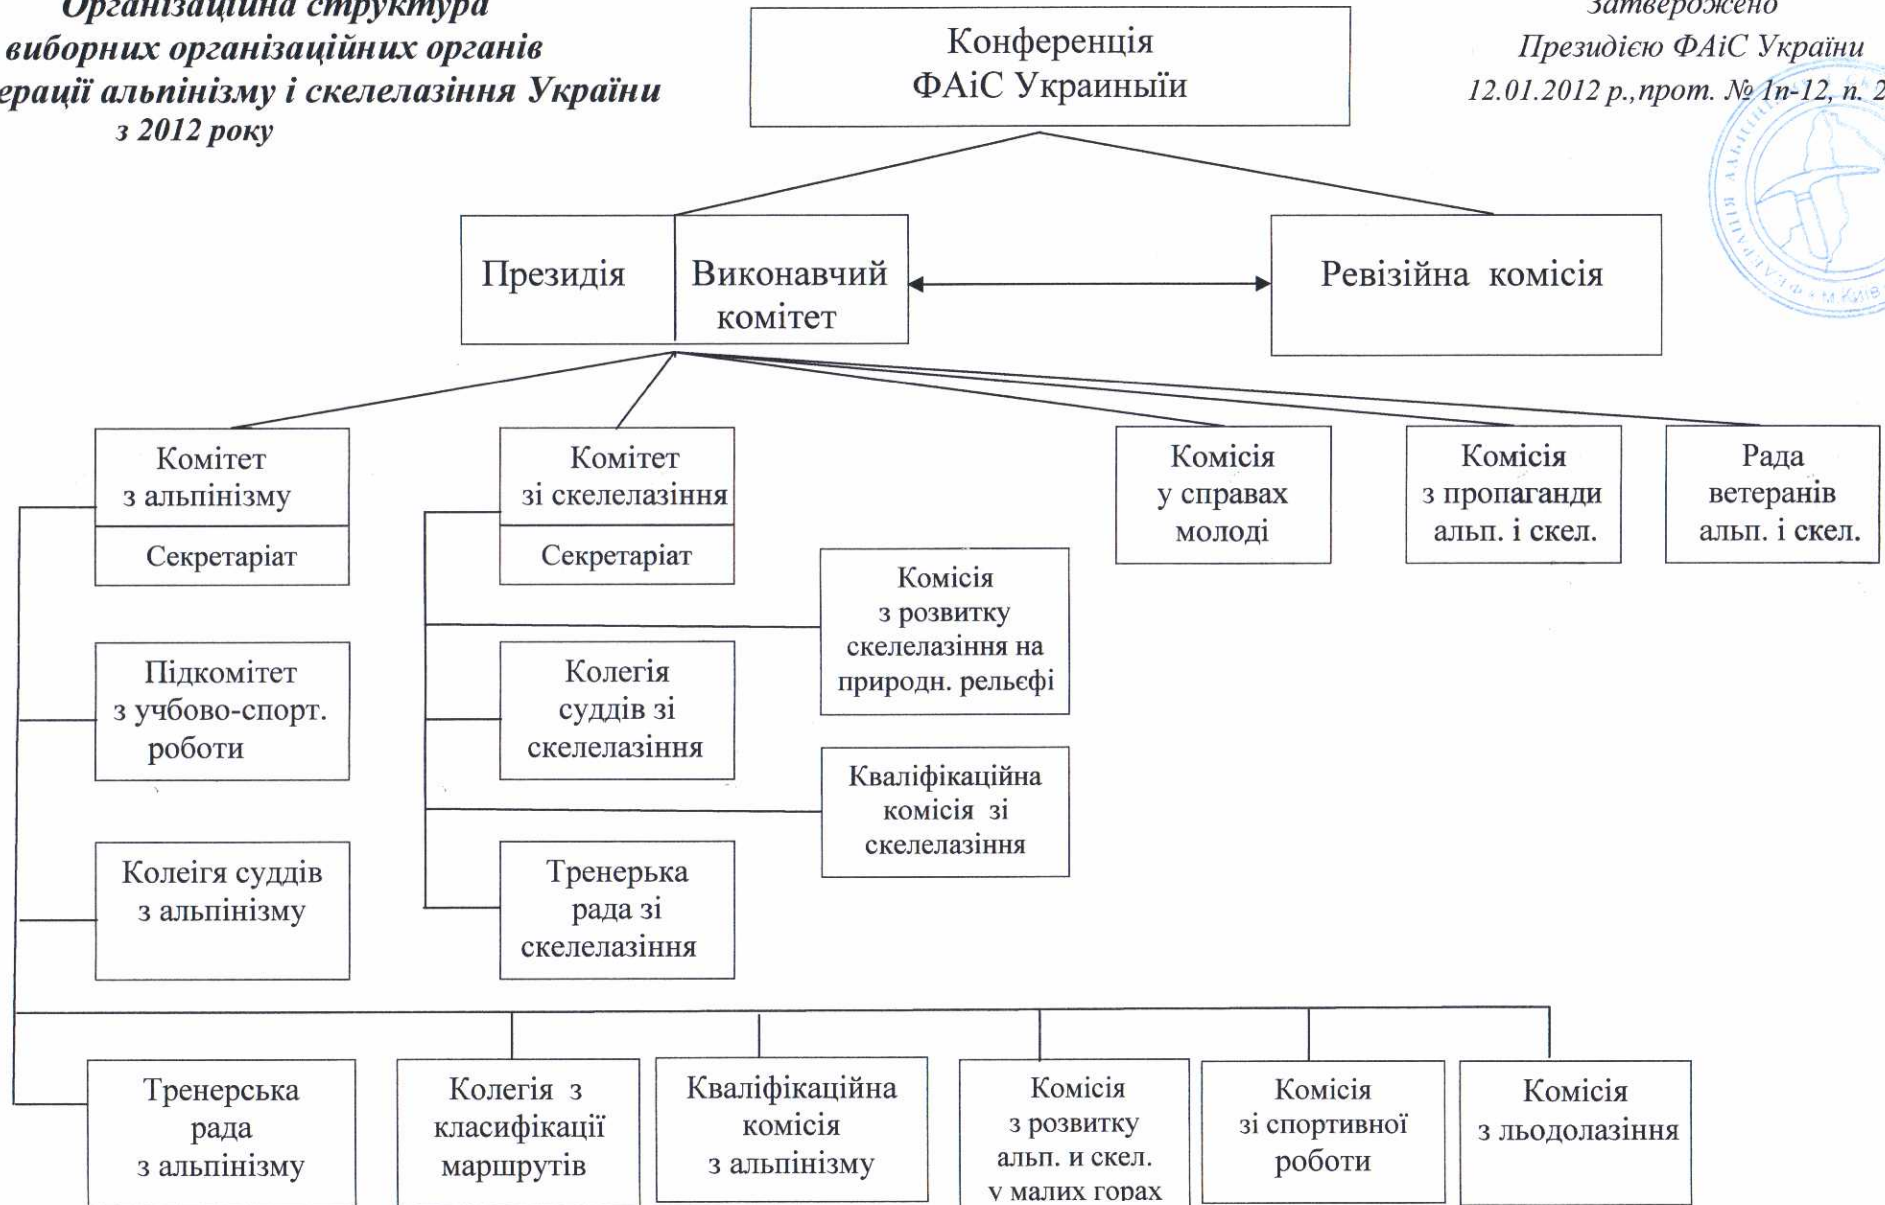 Організаційна структура
виборних організаційних органів
ерації альпінізму і скелелазіння України
з 2012 року
Конференція
ФАіС Украиныїи
Затверджено
Президією ФАіС України
12.01.2012 р.,прот. № 1п-12, п. 2
Президія
Виконавчий
комітет
Ревізійна комісія
Комітет
з альпінізму
Секретаріат
Комітет
зі скелелазіння
Секретаріат
Комісія
у справах
молоді
Комісія
з пропаганди
альп. і скел.
Рада
ветеранів
альп. і скел.
Комісія
з розвитку
скелелазіння на
природн. рельєфі
Підкомітет
з учбово-спорт.
роботи
Колегія
суддів зі
скелелазіння
Кваліфікаційна
комісія зі
скелелазіння
Колеігя суддів
з альпінізму
Тренерька
рада зі
скелелазіння
Тренерська
рада
з альпінізму
Колегія з
класифікації
маршрутів
Кваліфікаційна
комісія
з альпінізму
Комісія
з розвитку
альп. и скел.
у малих горах
Комісія
зі спортивної
роботи
Комісія
з льодолазіння
м.Київ